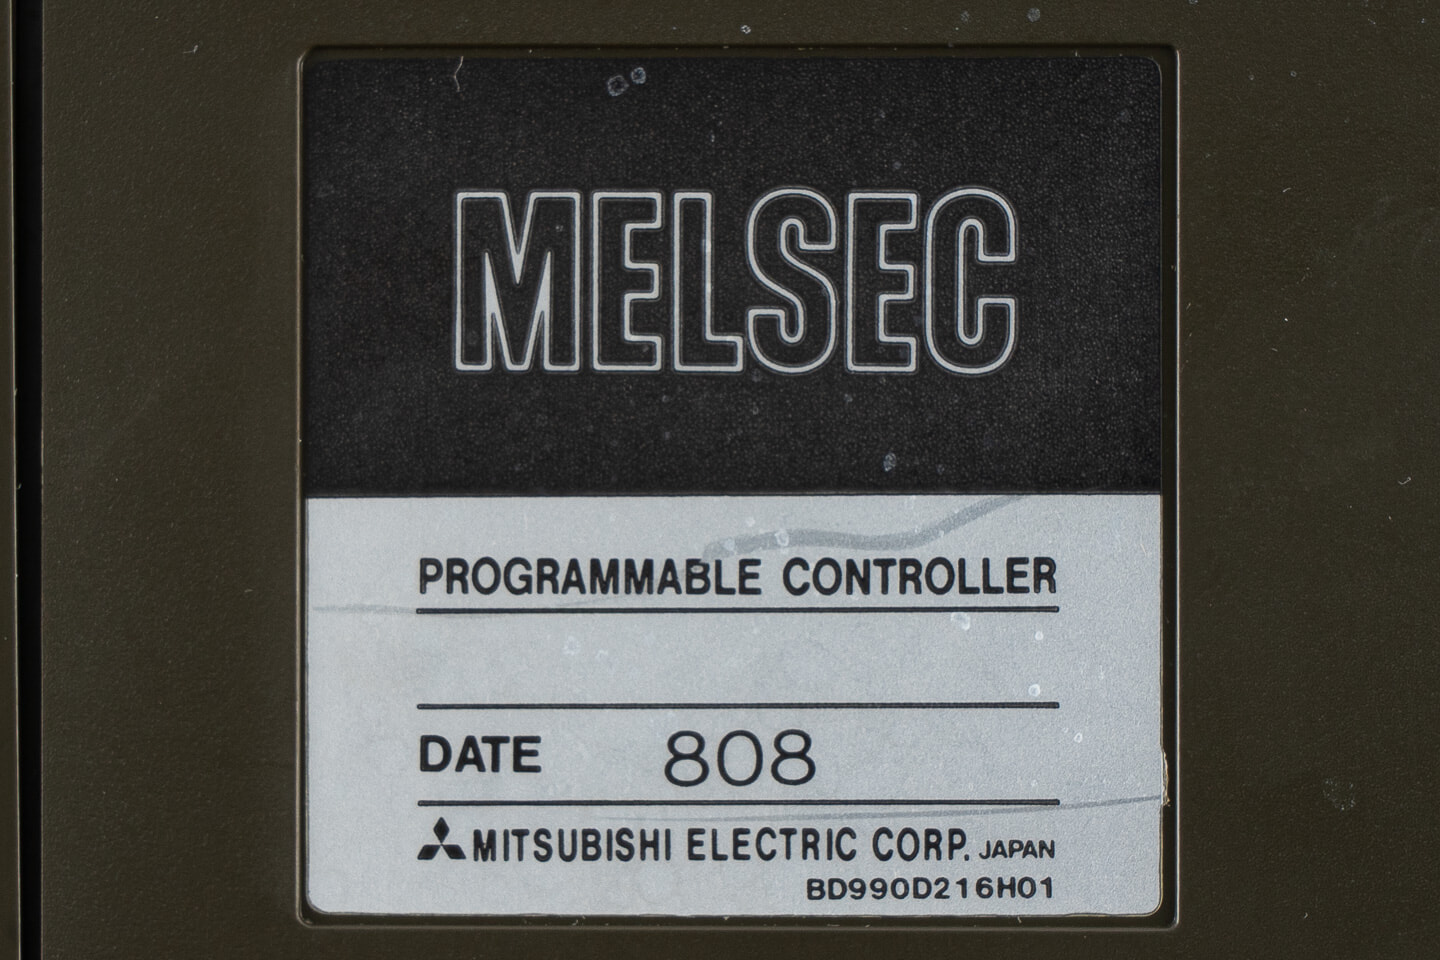 MELSEC
PROGRAMMABLE CONTROLLER
DATE 808
MITSUBISHI ELECTRIC CORP. JAPAN
BD990D216H01